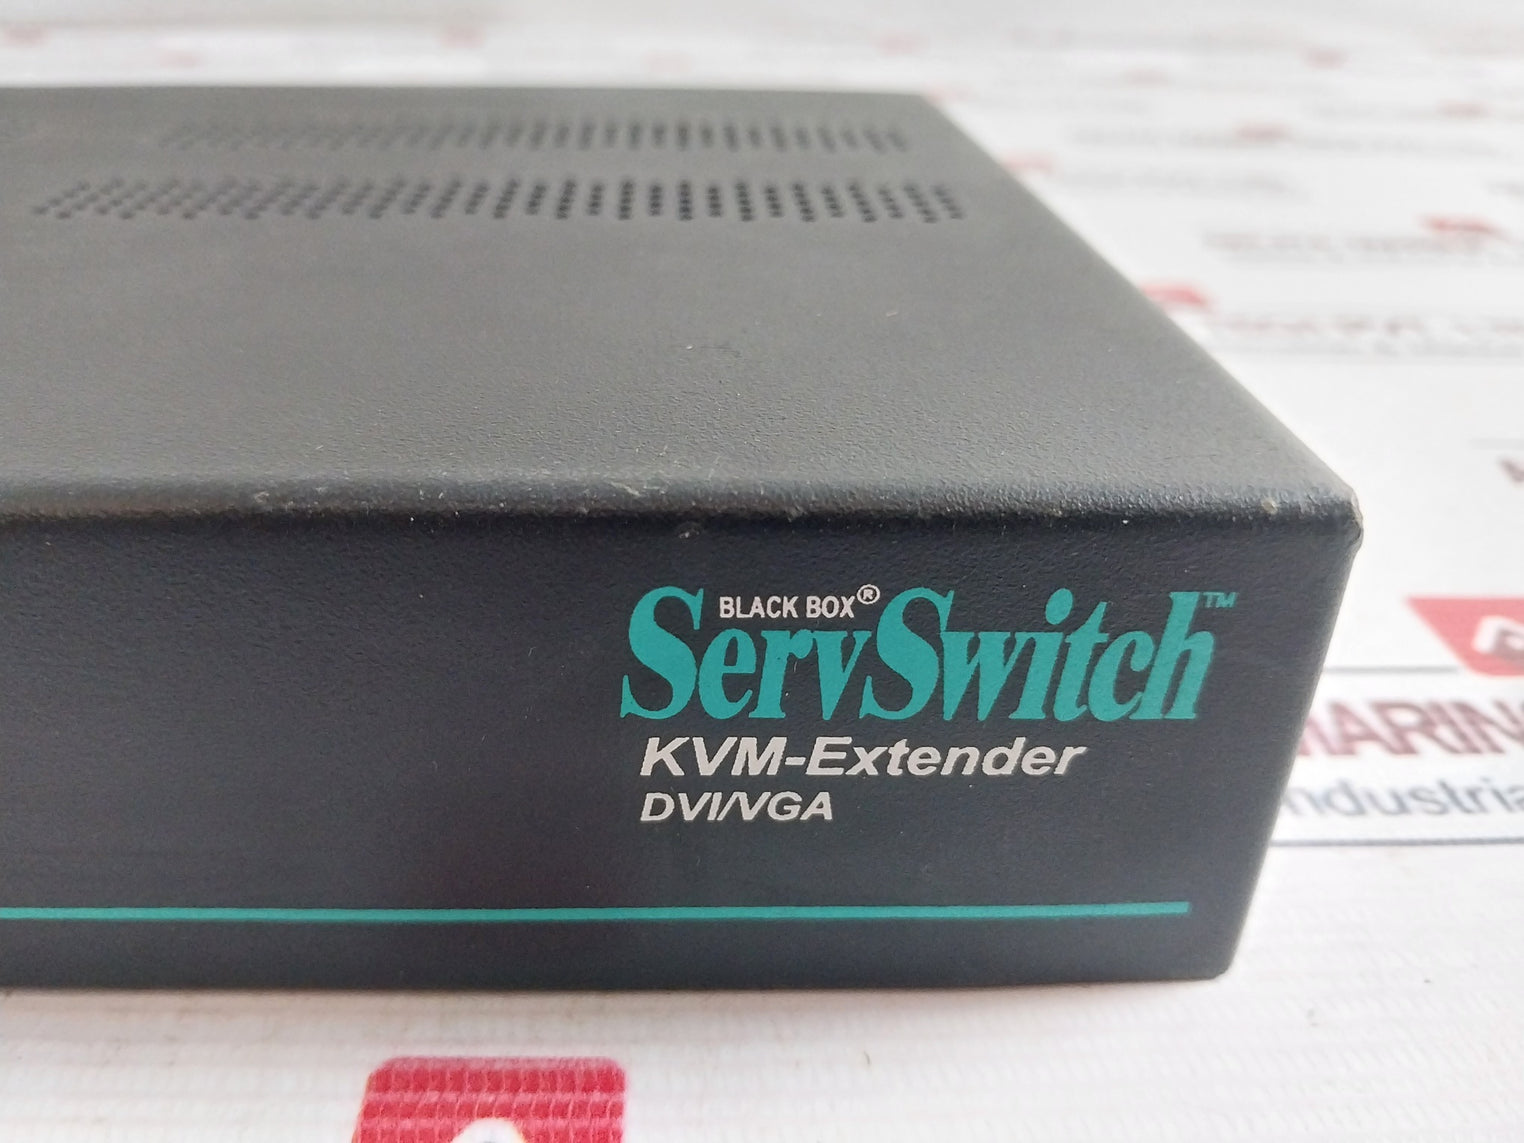 BLACK BOX®
ServSwitch™
KVM-Extender
DVI/VGA